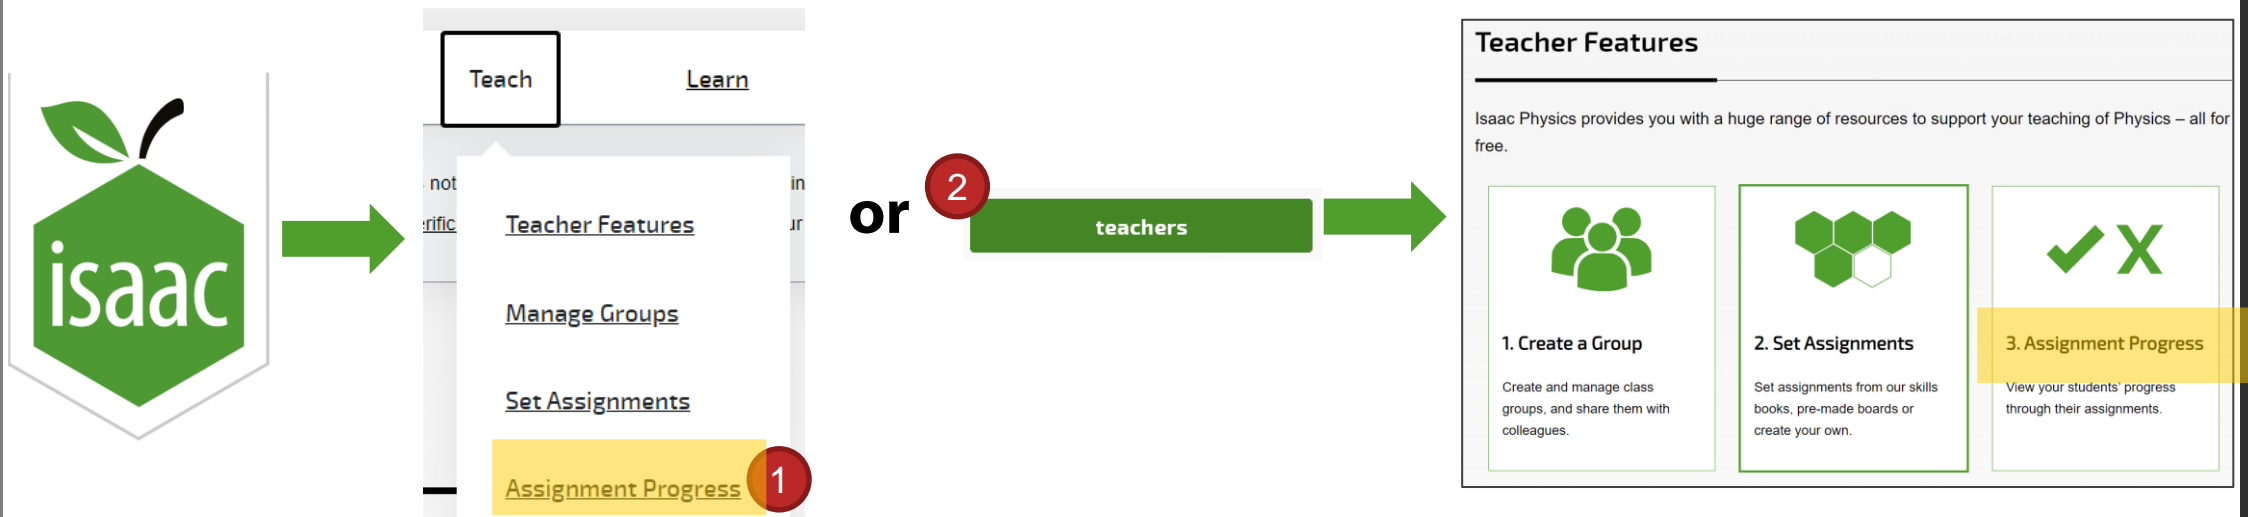 isaac
Teach
Learn
not
in
erific
ur
Teacher Features
Manage Groups
Set Assignments
Assignment Progress
1
or
2
teachers
Teacher Features
Isaac Physics provides you with a huge range of resources to support your teaching of Physics – all for
free.
1. Create a Group
Create and manage class
groups, and share them with
colleagues.
2. Set Assignments
Set assignments from our skills
books, pre-made boards or
create your own.
3. Assignment Progress
View your students' progress
through their assignments.